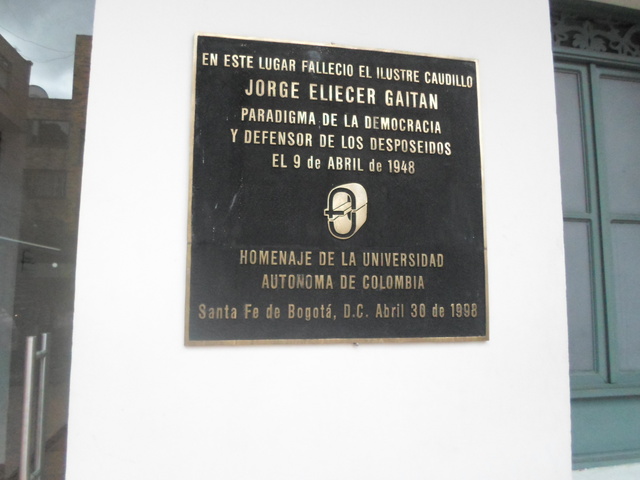 EN ESTE LUGAR FALLECIO EL ILUSTRE CAUDILLO
JORGE ELIECER GAITAN
PARADIGMA DE LA DEMOCRACIA
Y DEFENSOR DE LOS DESPOSEIDOS
EL 9 de ABRIL de 1948
HOMENAJE DE LA UNIVERSIDAD
AUTONOMA DE COLOMBIA
Santa Fe de Bogotá, D.C. Abril 30 de 1998